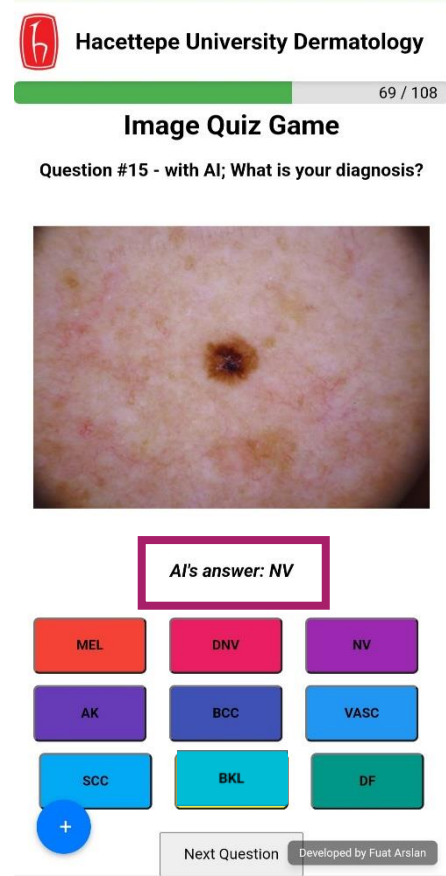 Hacettepe University Dermatology
69 / 108
Image Quiz Game
Question #15 - with AI; What is your diagnosis?
AI's answer: NV
MEL DNV NV
AK BCC VASC
SCC BKL DF
+
Next Question Developed by Fuat Arslan